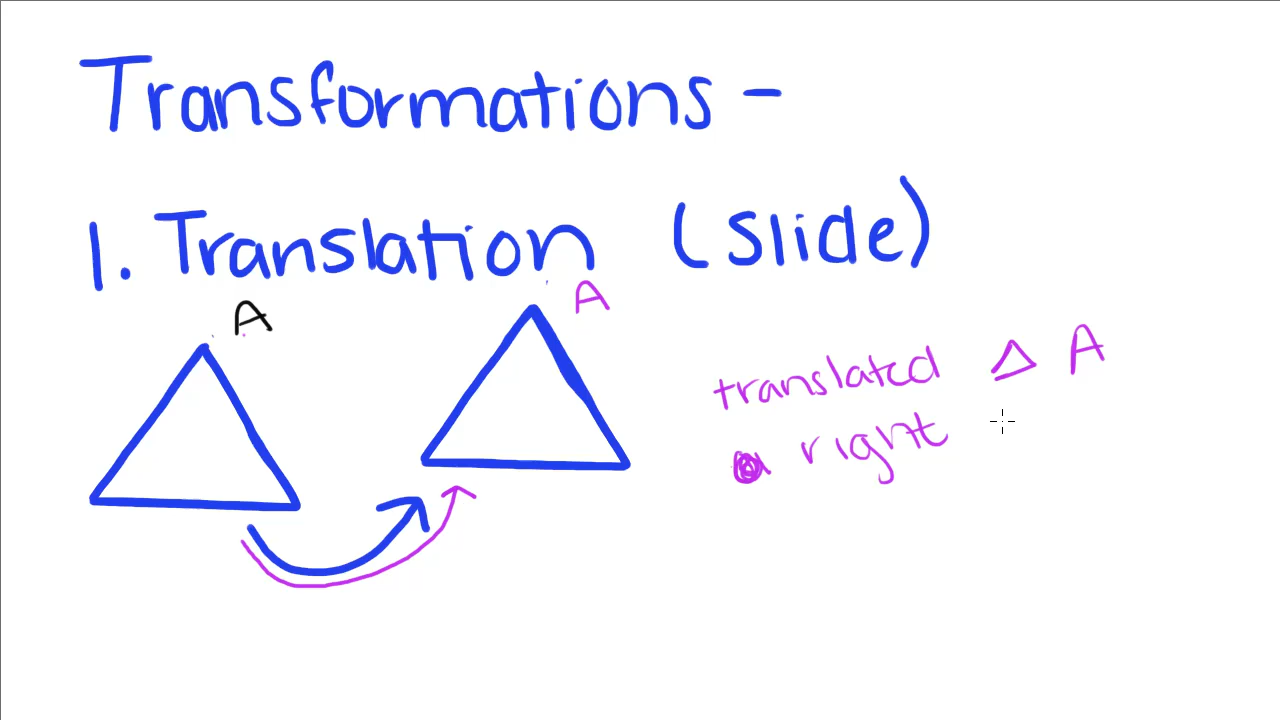 Transformations -
1. Translation (slide)
A
A
translated △ A
right